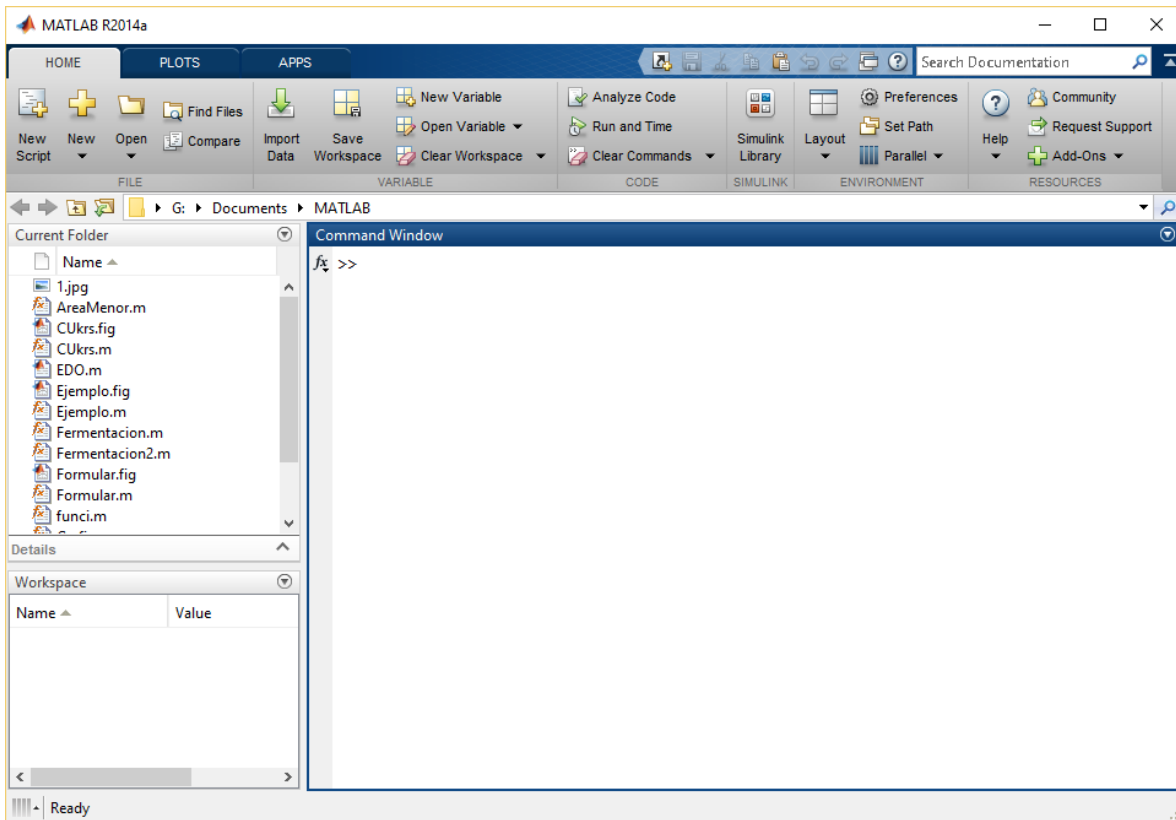 MATLAB R2014a
HOME PLOTS APPS Search Documentation
New Script
New
Open
Find Files
Compare
FILE
Import Data
Save Workspace
New Variable
Open Variable
Clear Workspace
VARIABLE
Analyze Code
Run and Time
Clear Commands
CODE
Simulink Library
SIMULINK
Layout
Preferences
Set Path
Parallel
ENVIRONMENT
Help
Community
Request Support
Add-Ons
RESOURCES
G: Documents MATLAB
Current Folder
Name
1.jpg
AreaMenor.m
CUkrs.fig
CUkrs.m
EDO.m
Ejemplo.fig
Ejemplo.m
Fermentacion.m
Fermentacion2.m
Formular.fig
Formular.m
funci.m
Details
Workspace
Name Value
Command Window
fx >>
Ready